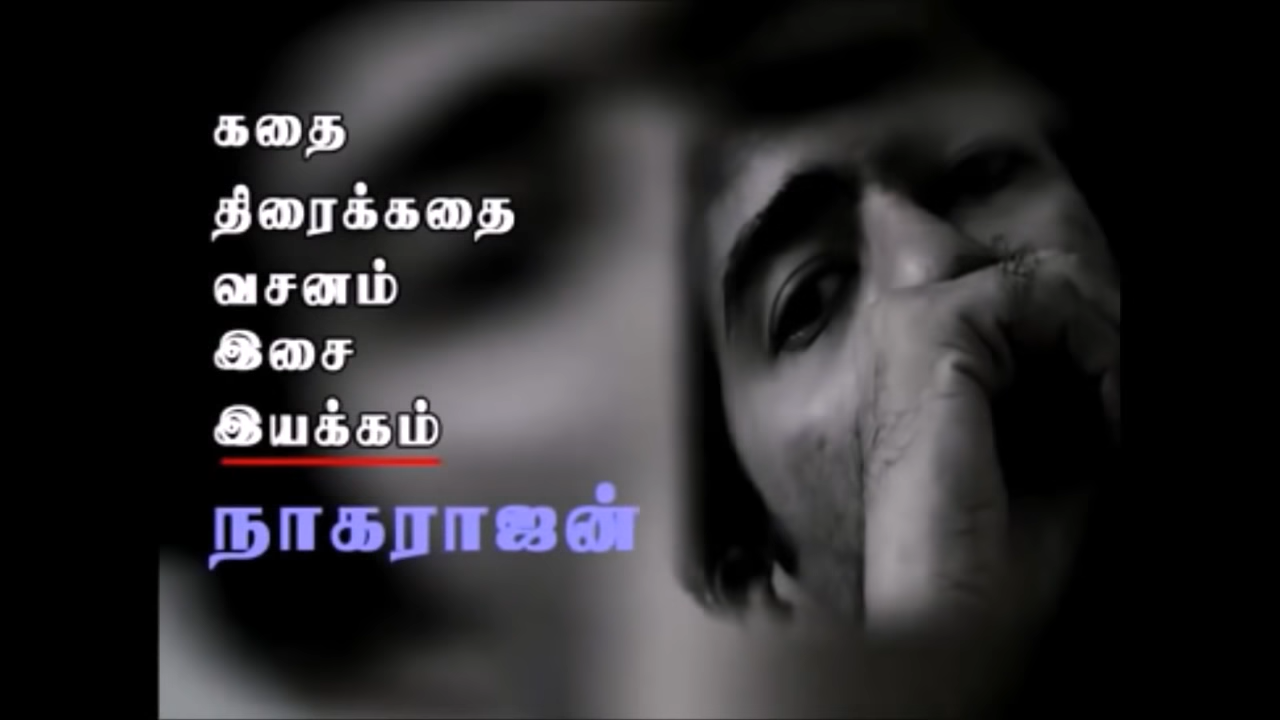 கதை
திரைக்கதை
வசனம்
இசை
இயக்கம்
நாகராஜன்